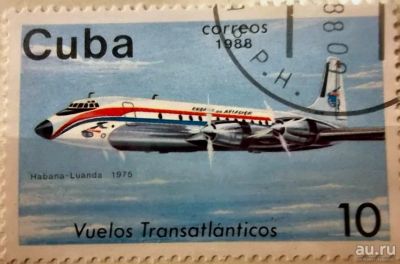 Cuba
correos
1988
Habana-Luanda 1975
Vuelos Transatlánticos
10
au.ru